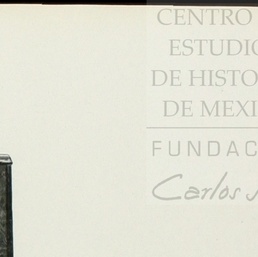 CENTRO
ESTUDIO
DE HISTO
DE MEXI
FUNDAC
Carlos